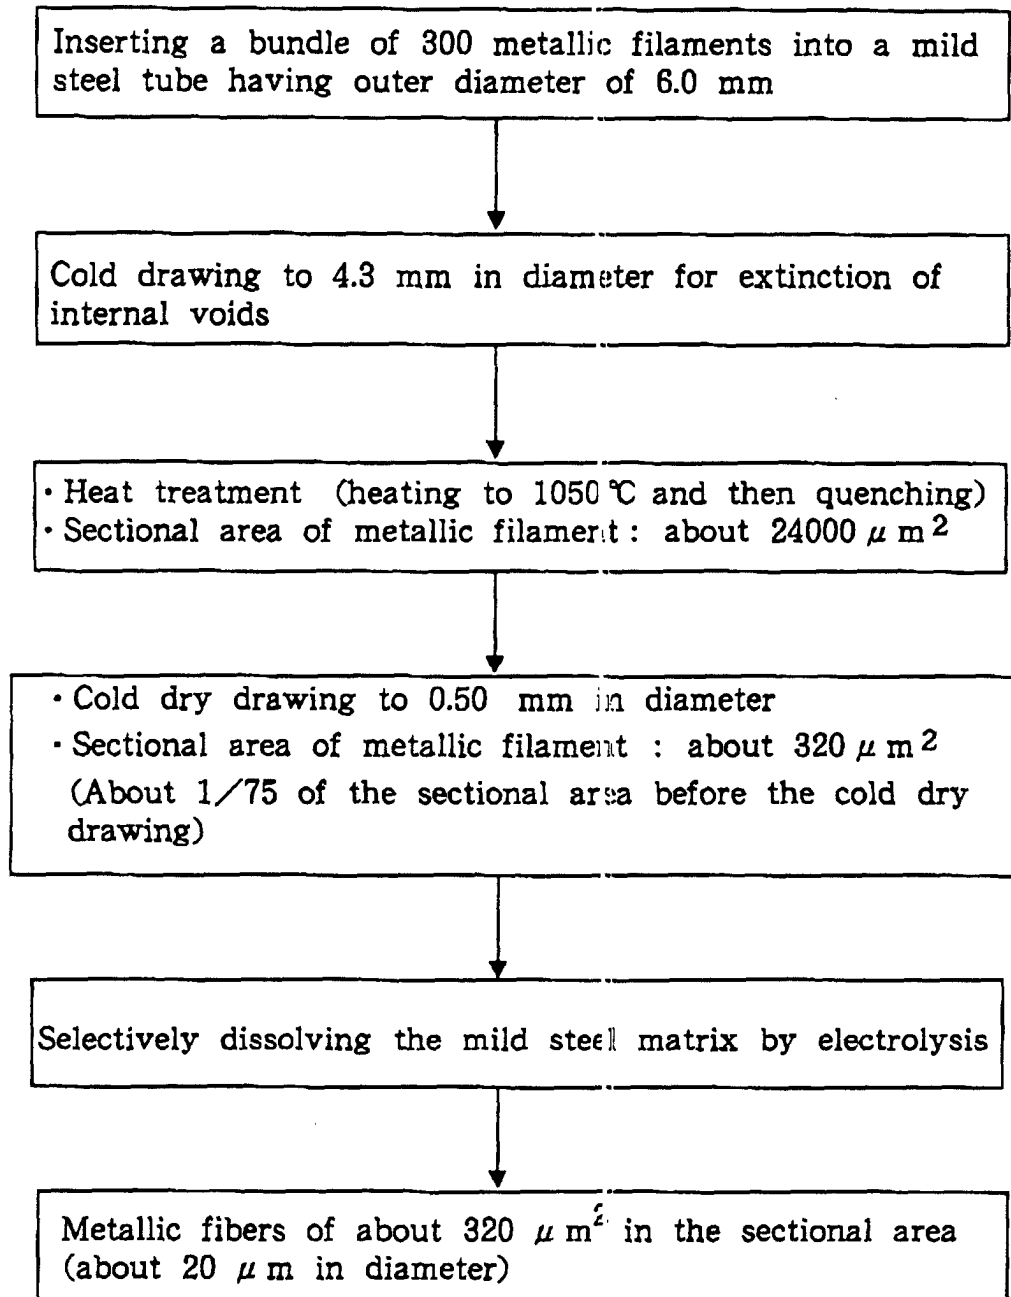 Inserting a bundle of 300 metallic filaments into a mild
steel tube having outer diameter of 6.0 mm
Cold drawing to 4.3 mm in diameter for extinction of
internal voids
・Heat treatment (heating to 1050 ℃ and then quenching)
・Sectional area of metallic filament : about 24000 μ m²
・Cold dry drawing to 0.50 mm in diameter
・Sectional area of metallic filament : about 320 μ m²
(About 1/75 of the sectional area before the cold dry
drawing)
Selectively dissolving the mild steel matrix by electrolysis
Metallic fibers of about 320 μ m² in the sectional area
(about 20 μ m in diameter)